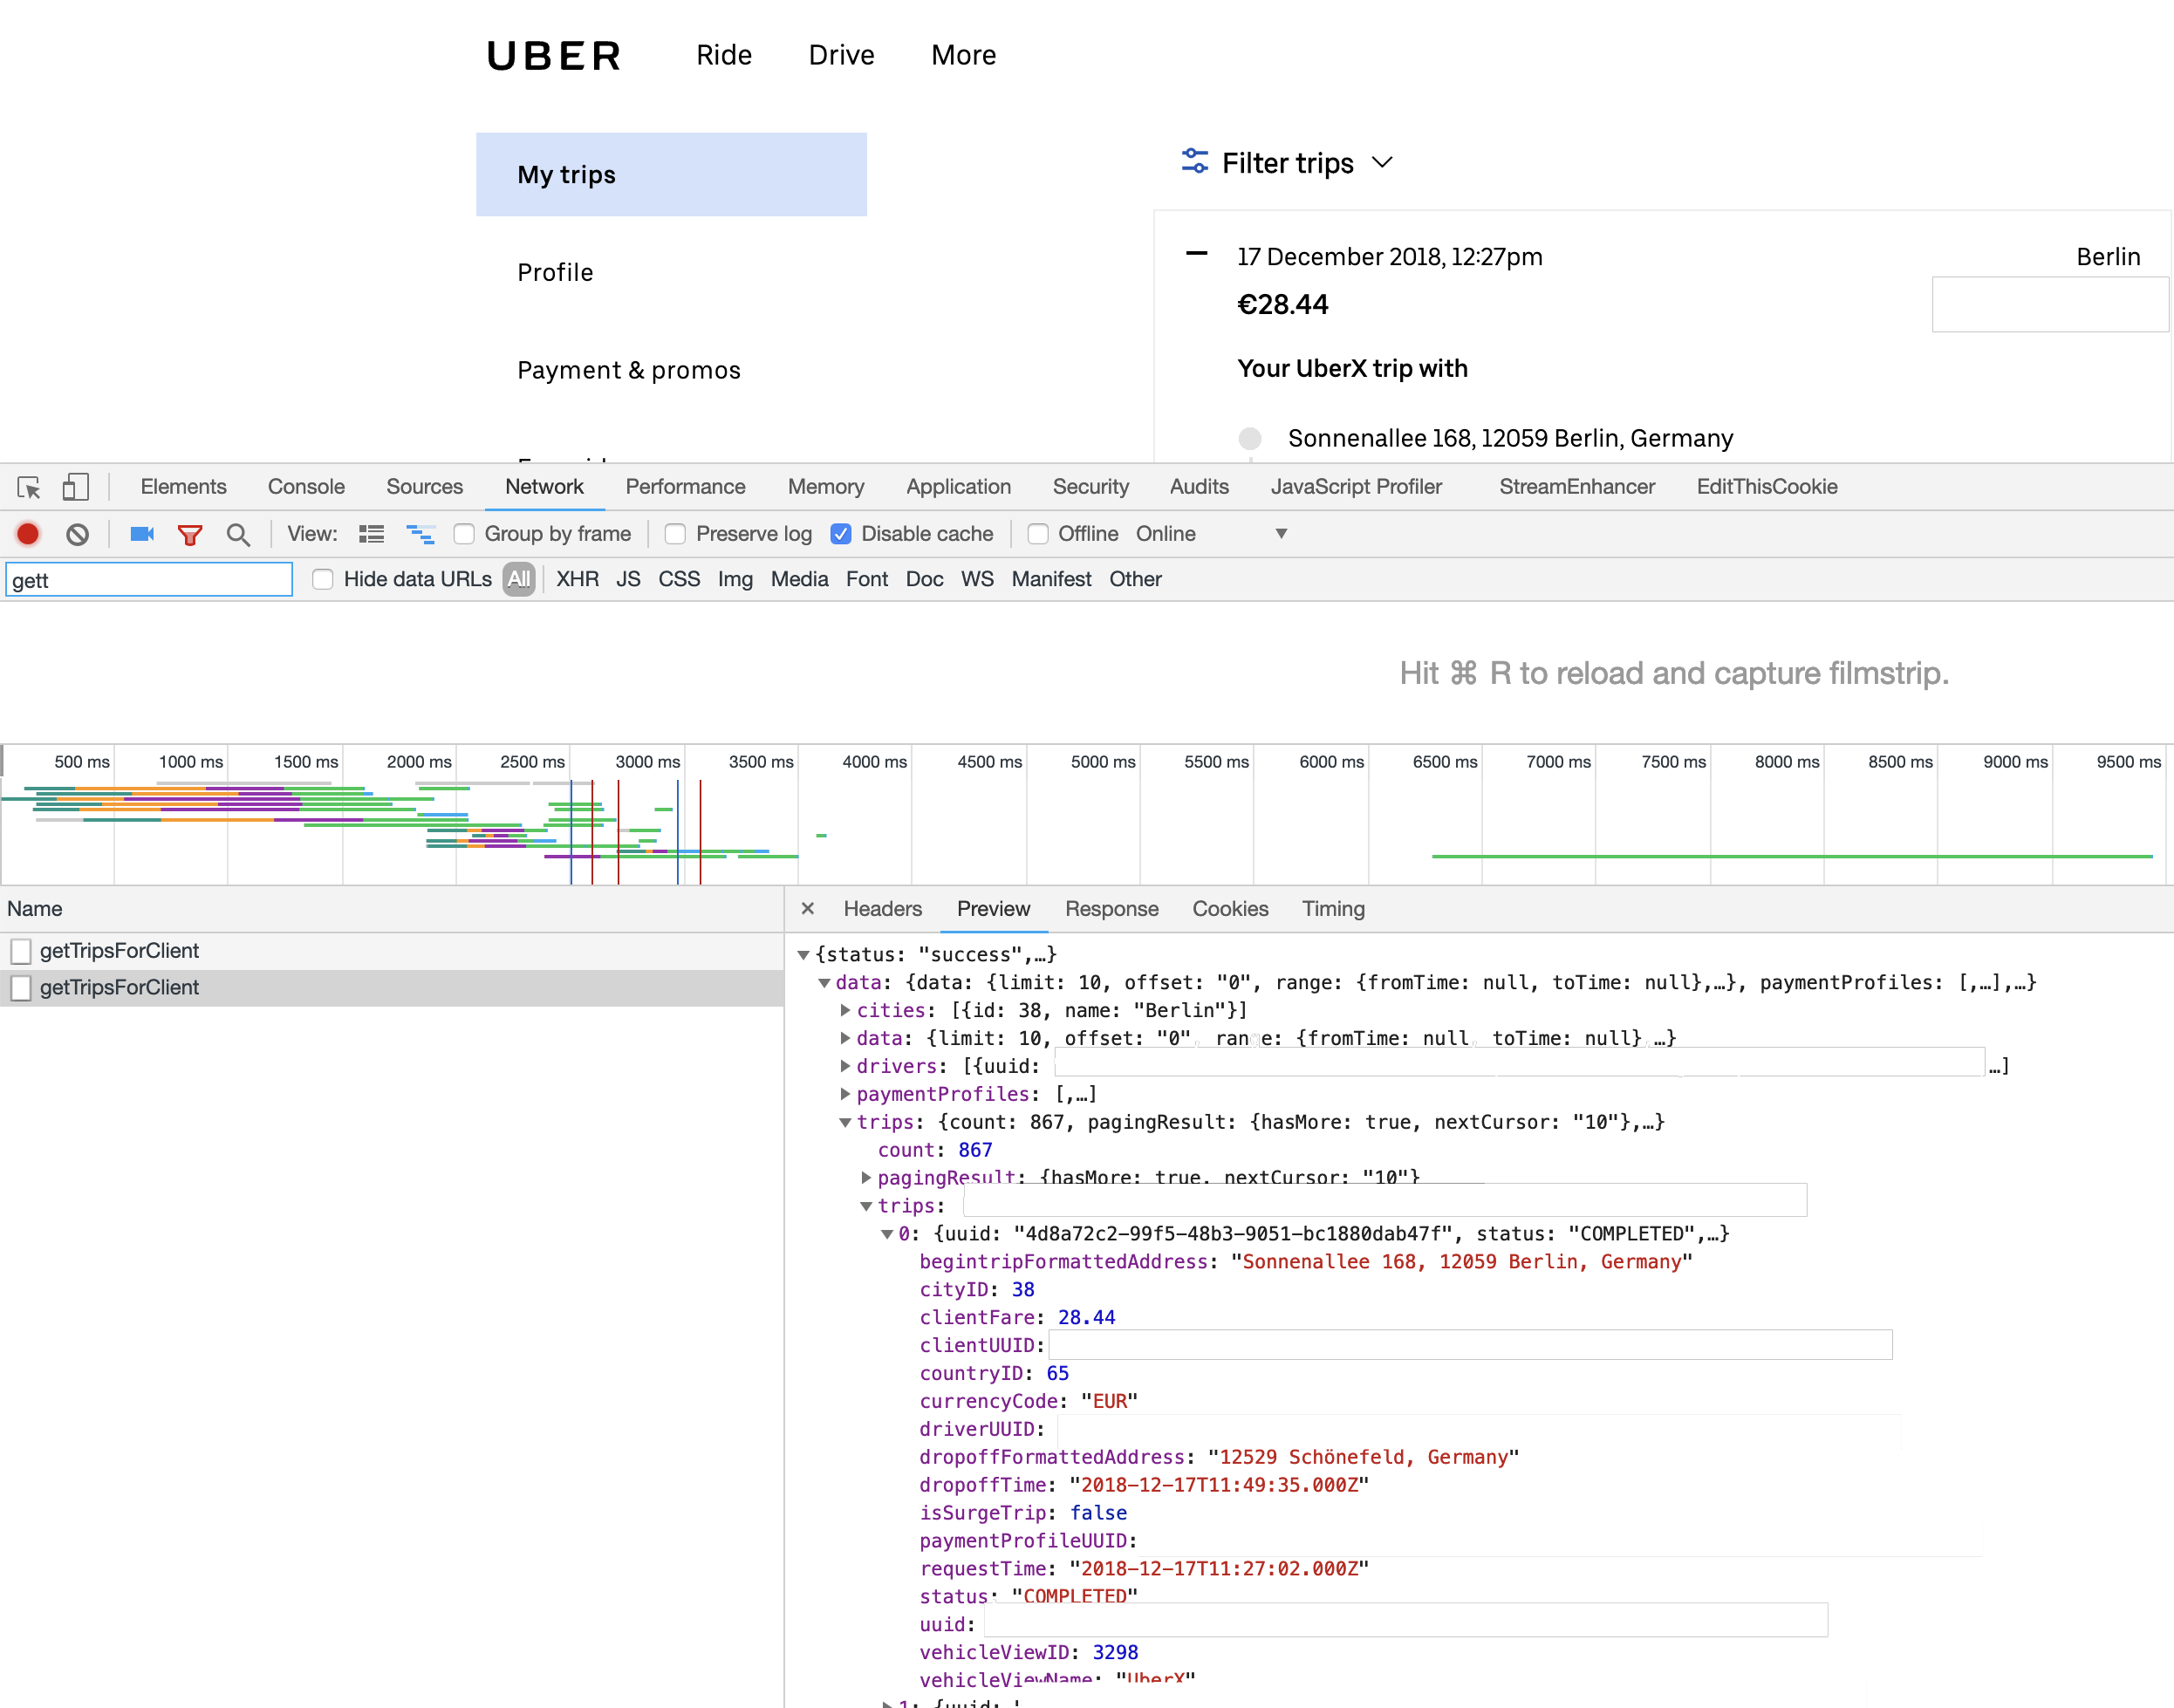 UBER Ride Drive More
My trips
Profile
Payment & promos
Filter trips
17 December 2018, 12:27pm Berlin
€28.44
Your UberX trip with
Sonnenallee 168, 12059 Berlin, Germany
Elements Console Sources Network Performance Memory Application Security Audits JavaScript Profiler StreamEnhancer EditThisCookie
View: Group by frame Preserve log Disable cache Offline Online ▼
gett Hide data URLs All XHR JS CSS Img Media Font Doc WS Manifest Other
Hit ⌘ R to reload and capture filmstrip.
500 ms 1000 ms 1500 ms 2000 ms 2500 ms 3000 ms 3500 ms 4000 ms 4500 ms 5000 ms 5500 ms 6000 ms 6500 ms 7000 ms 7500 ms 8000 ms 8500 ms 9000 ms 9500 ms
Name
getTripsForClient
getTripsForClient
× Headers Preview Response Cookies Timing
▼{status: "success",…}
▼data: {data: {limit: 10, offset: "0", range: {fromTime: null, toTime: null},…}, paymentProfiles: [,…],…}
▶cities: [{id: 38, name: "Berlin"}]
▶data: {limit: 10, offset: "0", range: {fromTime: null, toTime: null},…}
▶drivers: [{uuid: …]
▶paymentProfiles: [,…]
▼trips: {count: 867, pagingResult: {hasMore: true, nextCursor: "10"},…}
count: 867
▶pagingResult: {hasMore: true, nextCursor: "10"}
▼trips:
▼0: {uuid: "4d8a72c2-99f5-48b3-9051-bc1880dab47f", status: "COMPLETED",…}
begintripFormattedAddress: "Sonnenallee 168, 12059 Berlin, Germany"
cityID: 38
clientFare: 28.44
clientUUID:
countryID: 65
currencyCode: "EUR"
driverUUID:
dropoffFormattedAddress: "12529 Schönefeld, Germany"
dropoffTime: "2018-12-17T11:49:35.000Z"
isSurgeTrip: false
paymentProfileUUID:
requestTime: "2018-12-17T11:27:02.000Z"
status: "COMPLETED"
uuid:
vehicleViewID: 3298
vehicleViewName: "UberX"
▶1: {uuid: '